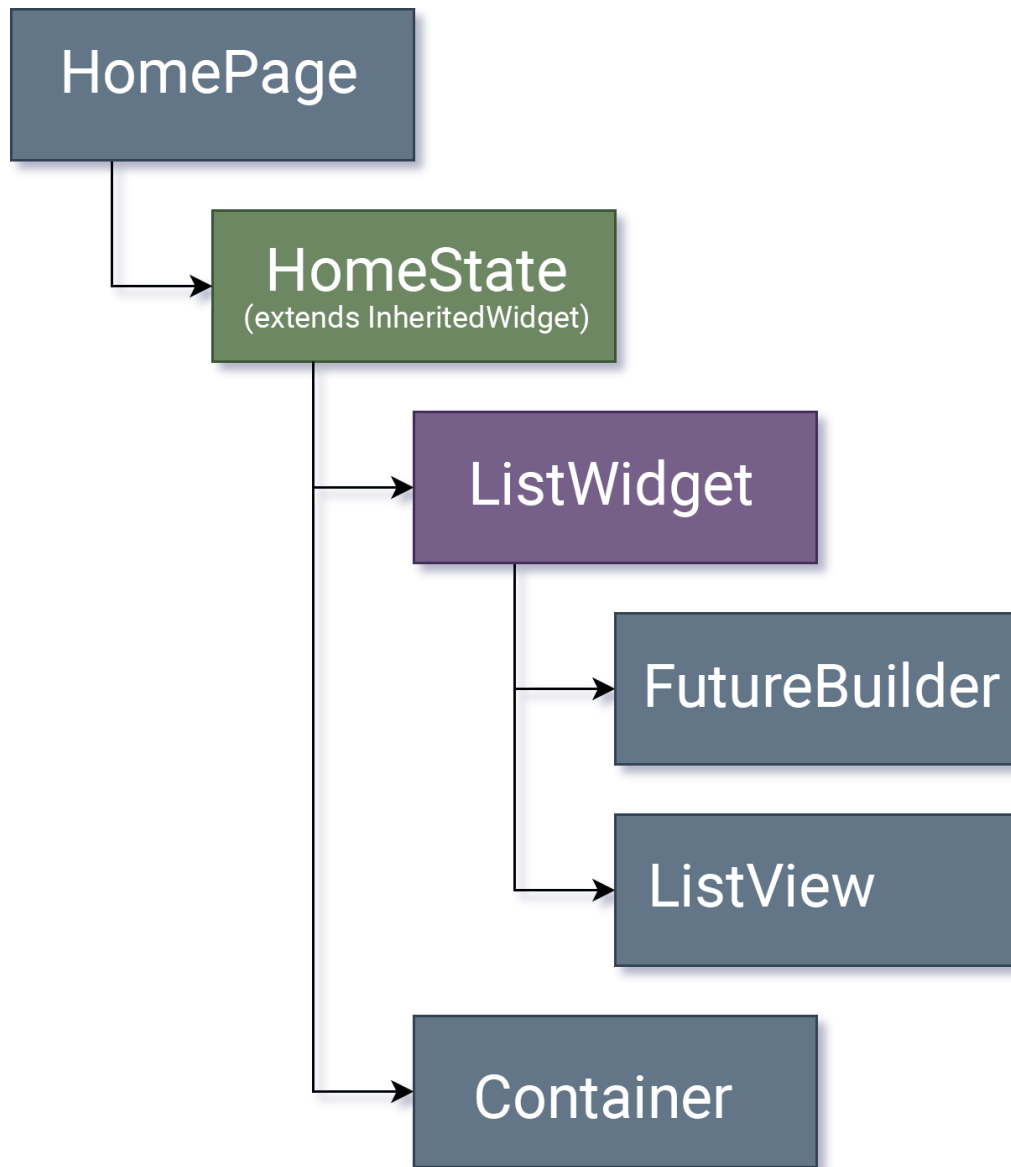 HomePage
HomeState
(extends InheritedWidget)
ListWidget
FutureBuilder
ListView
Container